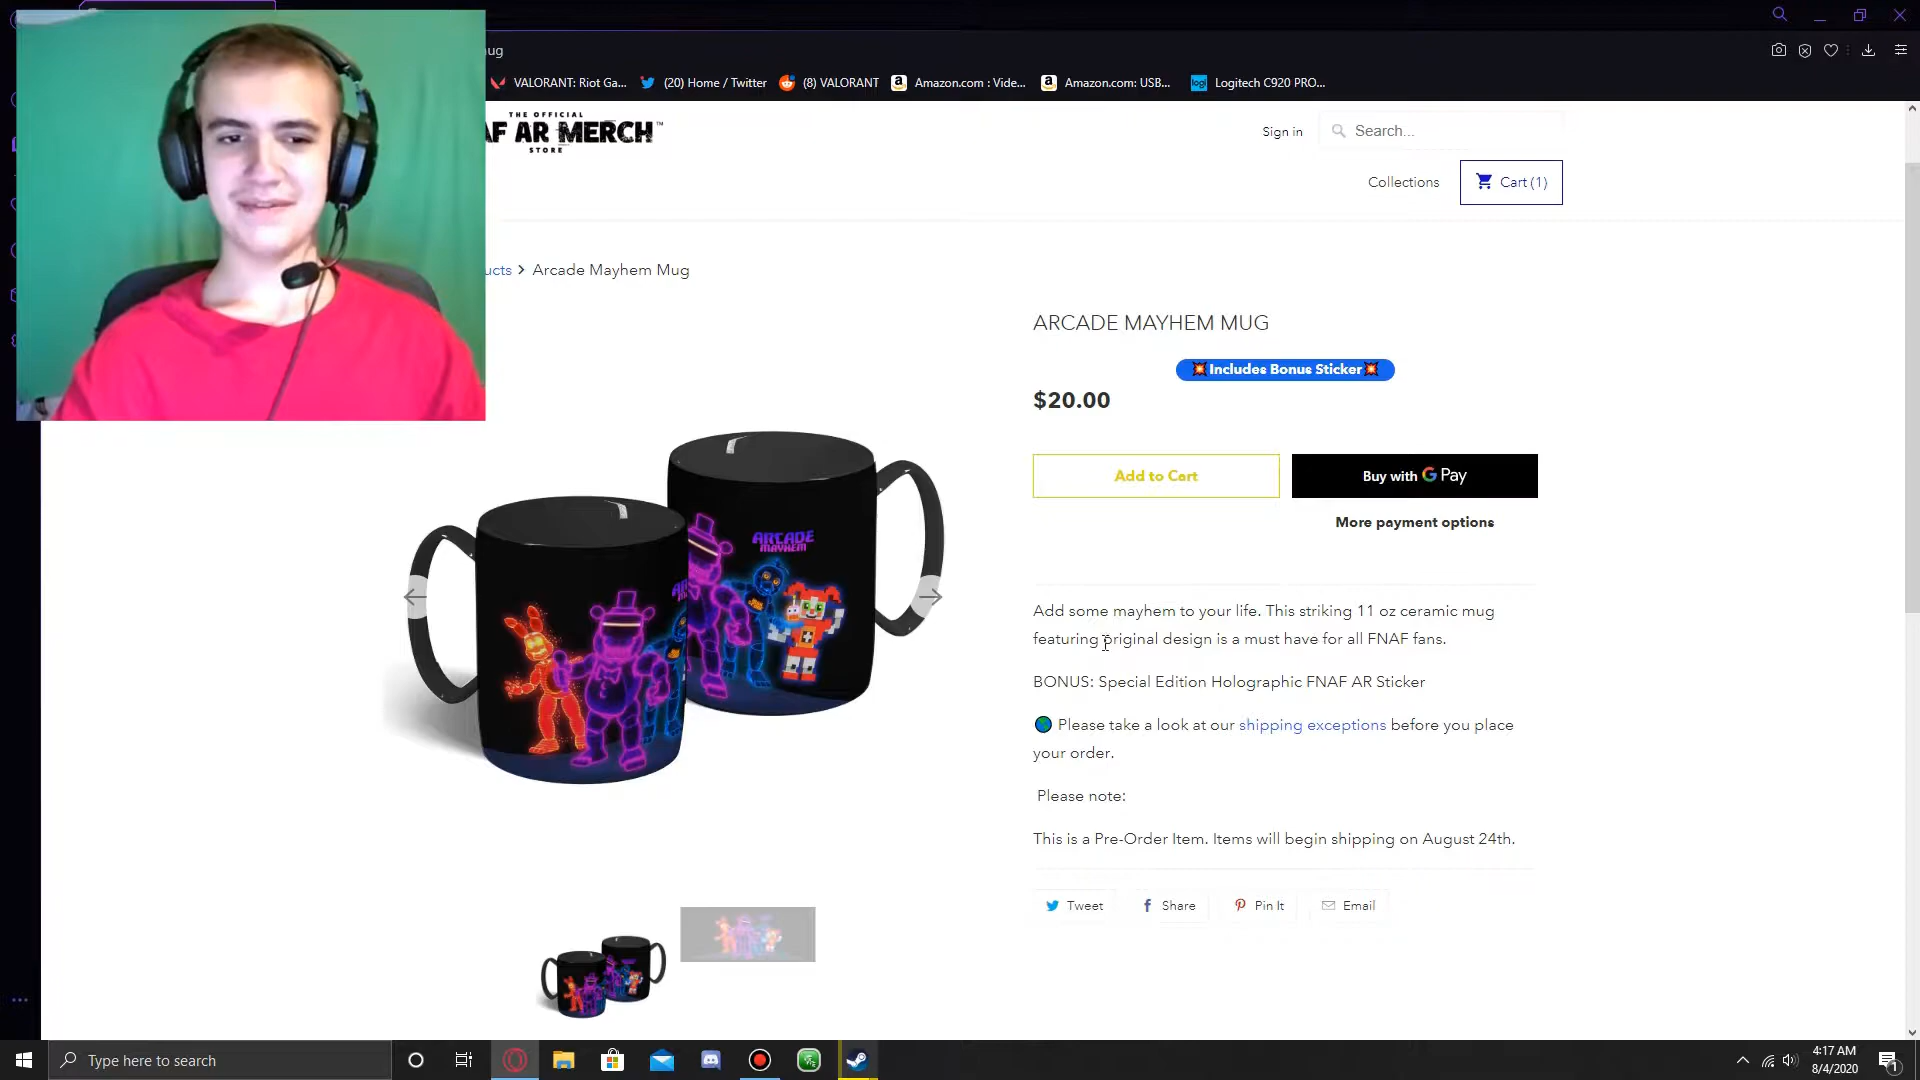 ug
VALORANT: Riot Ga...
(20) Home / Twitter
(8) VALORANT
Amazon.com : Vide...
Amazon.com: USB...
Logitech C920 PRO...
THE OFFICIAL
AF AR MERCH™
STORE
Sign in
Search...
Collections
Cart (1)
ucts > Arcade Mayhem Mug
ARCADE MAYHEM MUG
💥Includes Bonus Sticker💥
$20.00
Add to Cart
Buy with G Pay
More payment options
ARCADE
MAYHEM
Add some mayhem to your life. This striking 11 oz ceramic mug
featuring original design is a must have for all FNAF fans.
BONUS: Special Edition Holographic FNAF AR Sticker
🌎 Please take a look at our shipping exceptions before you place
your order.
Please note:
This is a Pre-Order Item. Items will begin shipping on August 24th.
Tweet
Share
Pin It
Email
Type here to search
4:17 AM
8/4/2020
1